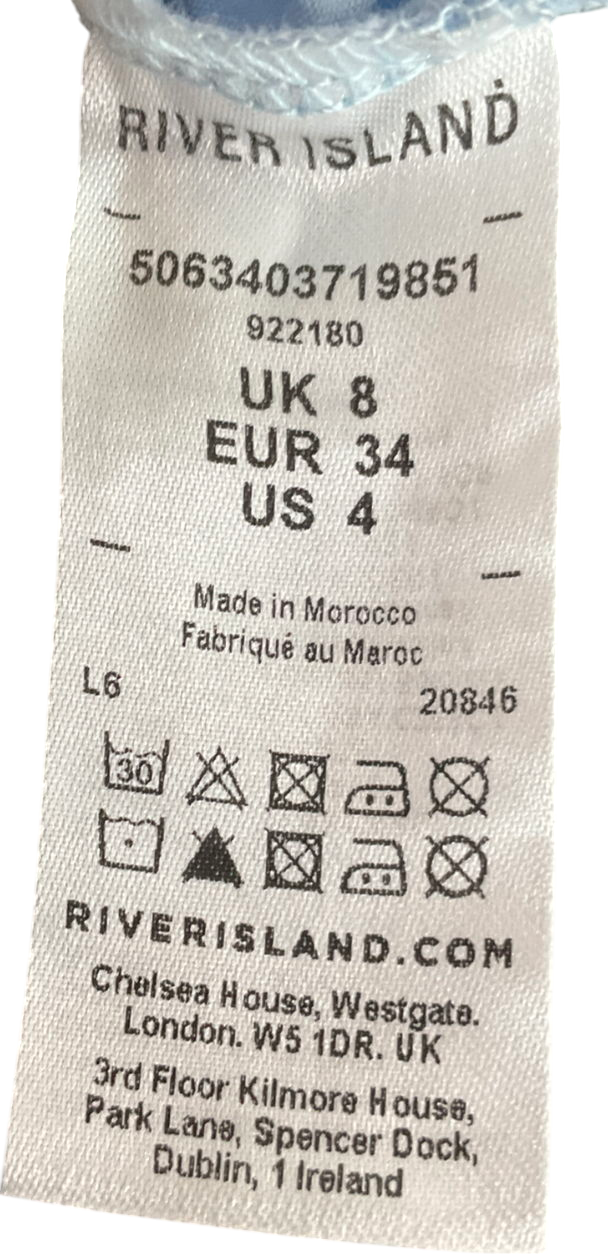 RIVER ISLAND
5063403719851
922180
UK 8
EUR 34
US 4
Made in Morocco
Fabriqué au Maroc
L6 20846
30
RIVERISLAND.COM
Chelsea House, Westgate.
London. W5 1DR. UK
3rd Floor Kilmore House,
Park Lane, Spencer Dock,
Dublin, 1 Ireland